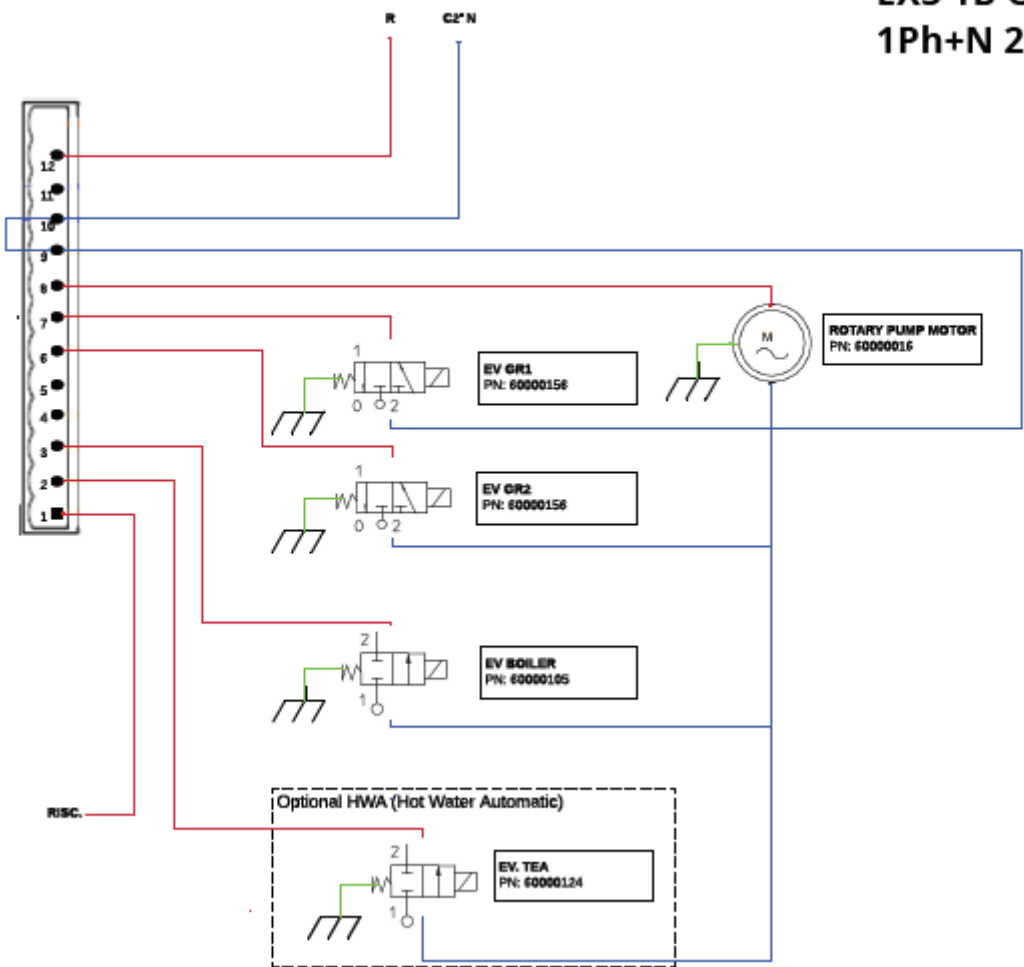 R
C2* N
1Ph+N 2
12
11
10
9
8
7
6
5
4
3
2
1
M
ROTARY PUMP MOTOR
PN: 60000016
1
EV GR1
PN: 60000156
0
2
1
EV GR2
PN: 60000156
0
2
2
EV BOILER
PN: 60000105
1
RISC.
Optional HWA (Hot Water Automatic)
2
EV. TEA
PN: 60000124
1